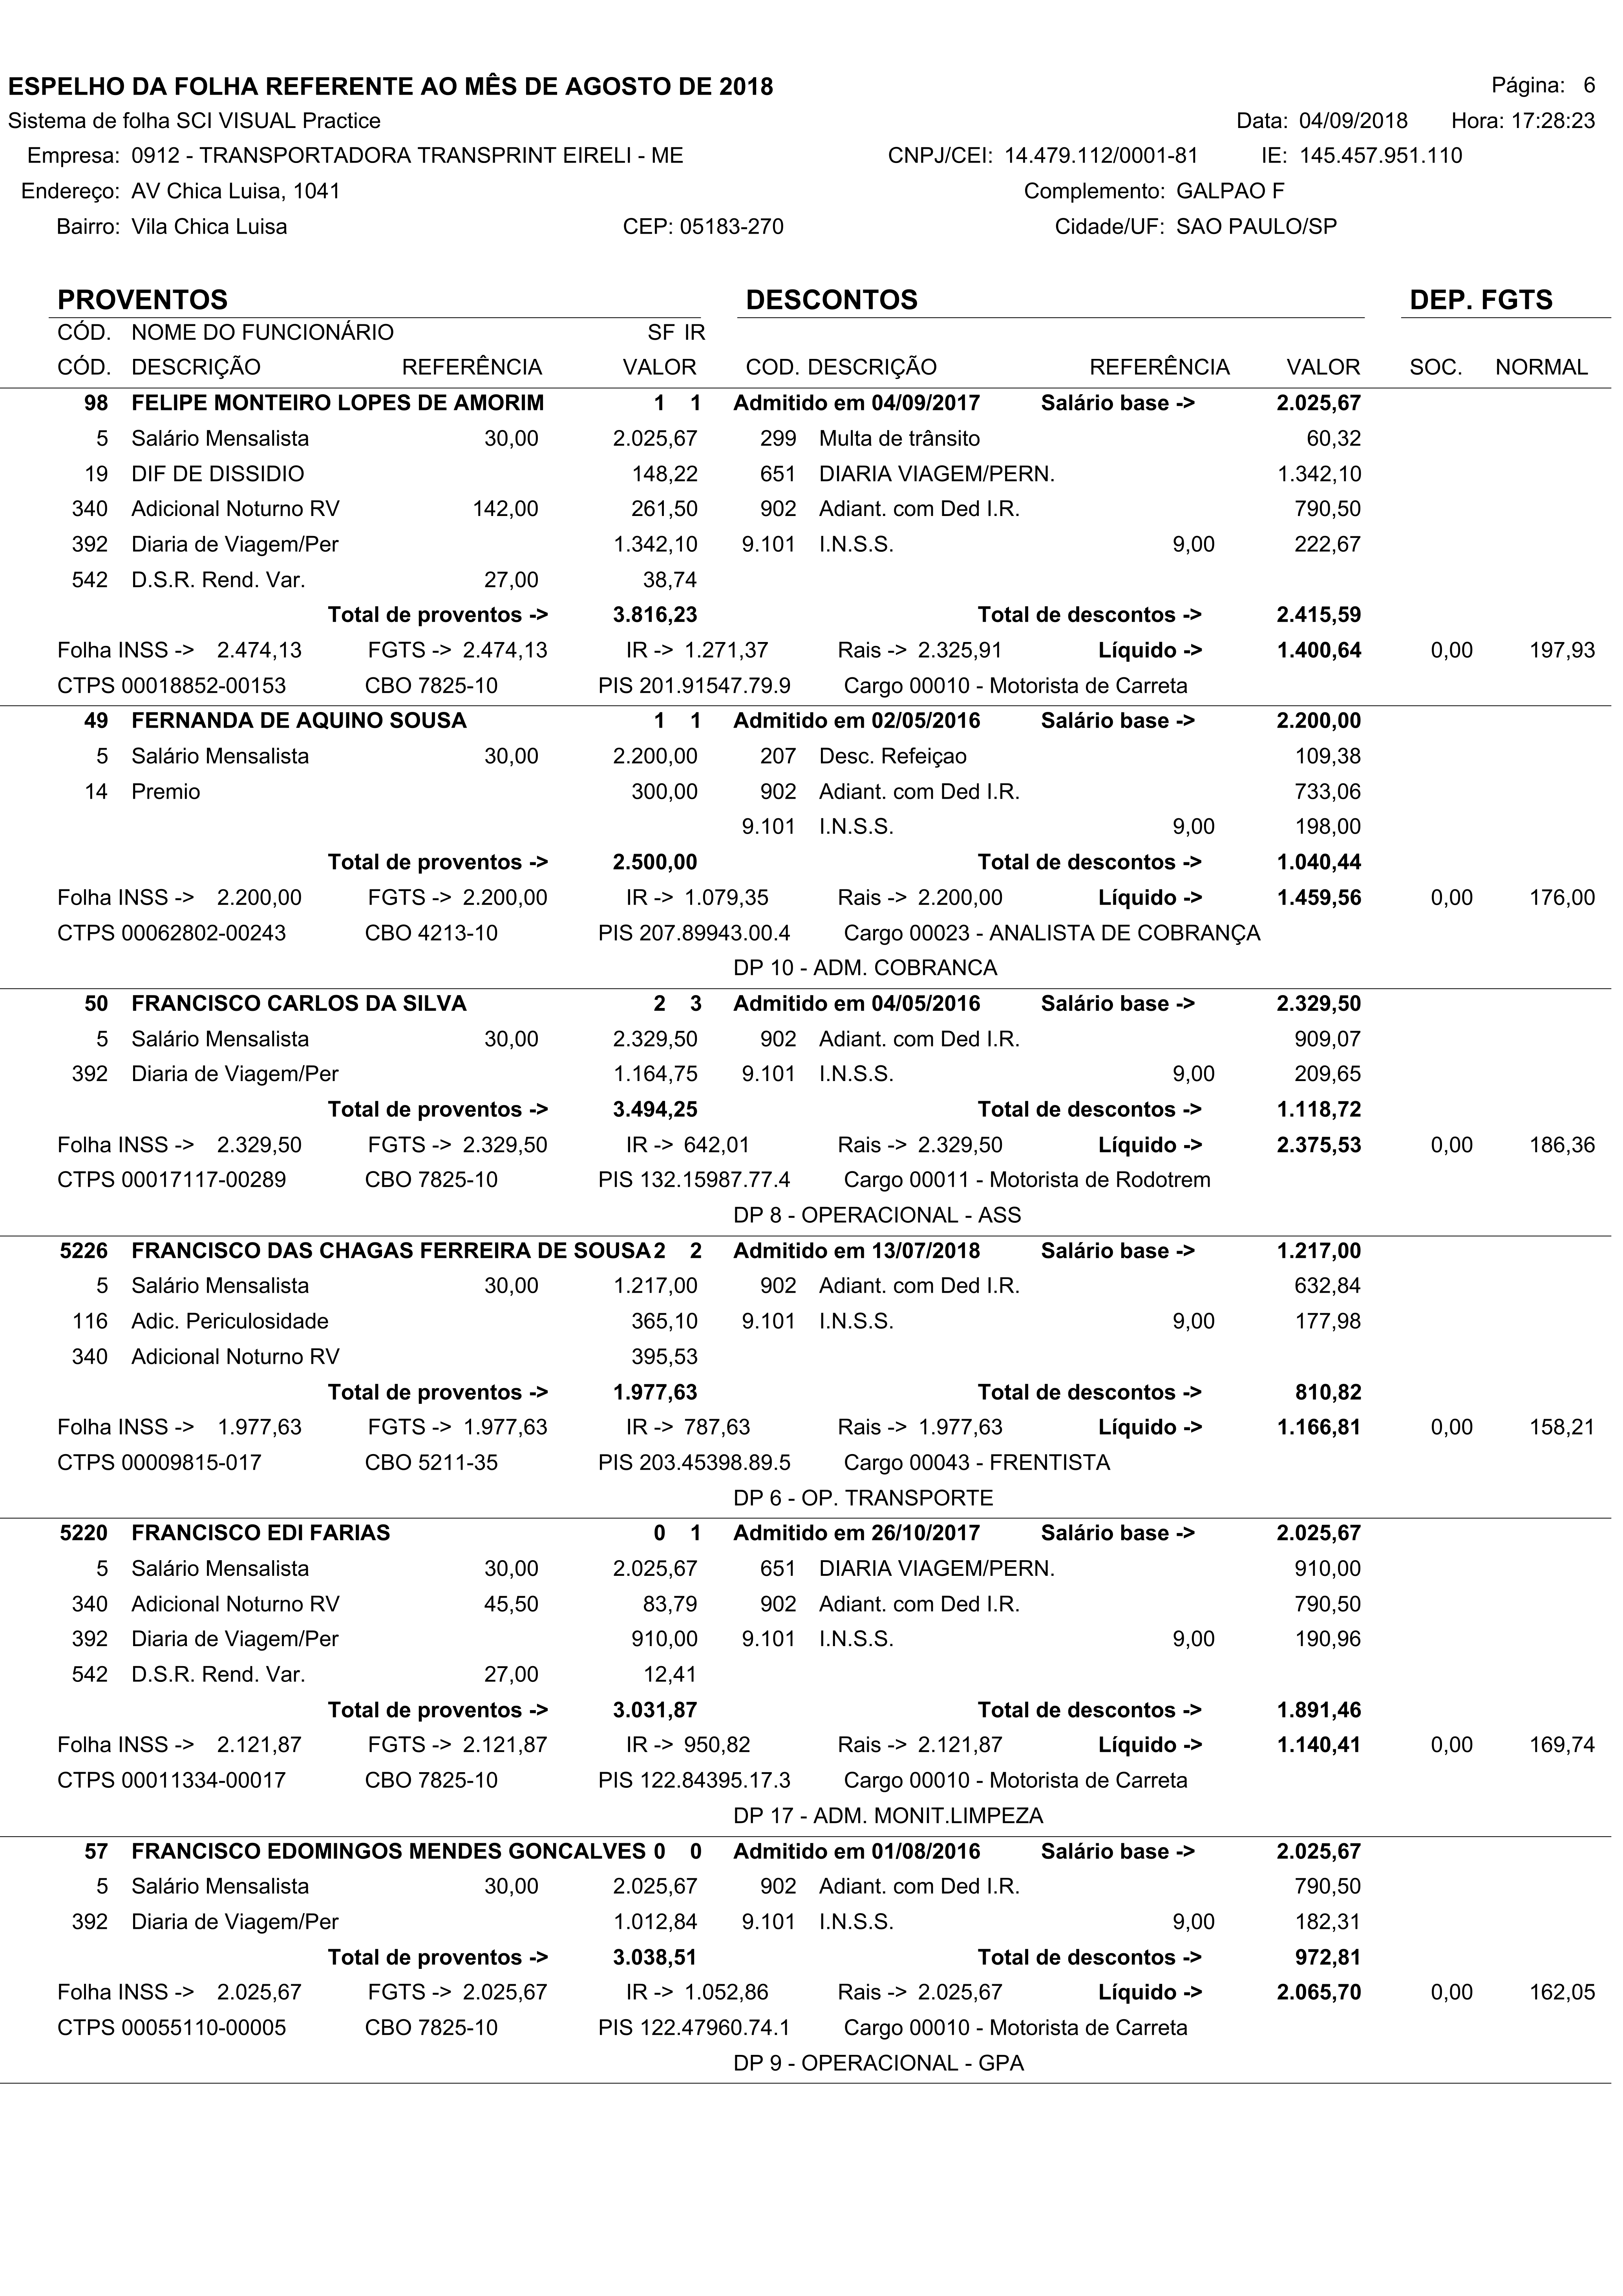 ESPELHO DA FOLHA REFERENTE AO MÊS DE AGOSTO DE 2018 Página: 6
Sistema de folha SCI VISUAL Practice Data: 04/09/2018 Hora: 17:28:23
Empresa: 0912 - TRANSPORTADORA TRANSPRINT EIRELI - ME CNPJ/CEI: 14.479.112/0001-81 IE: 145.457.951.110
Endereço: AV Chica Luisa, 1041 Complemento: GALPAO F
Bairro: Vila Chica Luisa CEP: 05183-270 Cidade/UF: SAO PAULO/SP
PROVENTOS DESCONTOS DEP. FGTS
CÓD. NOME DO FUNCIONÁRIO SF IR
CÓD. DESCRIÇÃO REFERÊNCIA VALOR COD. DESCRIÇÃO REFERÊNCIA VALOR SOC. NORMAL
98 FELIPE MONTEIRO LOPES DE AMORIM 1 1 Admitido em 04/09/2017 Salário base -> 2.025,67
5 Salário Mensalista 30,00 2.025,67 299 Multa de trânsito 60,32
19 DIF DE DISSIDIO 148,22 651 DIARIA VIAGEM/PERN. 1.342,10
340 Adicional Noturno RV 142,00 261,50 902 Adiant. com Ded I.R. 790,50
392 Diaria de Viagem/Per 1.342,10 9.101 I.N.S.S. 9,00 222,67
542 D.S.R. Rend. Var. 27,00 38,74
Total de proventos -> 3.816,23 Total de descontos -> 2.415,59
Folha INSS -> 2.474,13 FGTS -> 2.474,13 IR -> 1.271,37 Rais -> 2.325,91 Líquido -> 1.400,64 0,00 197,93
CTPS 00018852-00153 CBO 7825-10 PIS 201.91547.79.9 Cargo 00010 - Motorista de Carreta
49 FERNANDA DE AQUINO SOUSA 1 1 Admitido em 02/05/2016 Salário base -> 2.200,00
5 Salário Mensalista 30,00 2.200,00 207 Desc. Refeiçao 109,38
14 Premio 300,00 902 Adiant. com Ded I.R. 733,06
9.101 I.N.S.S. 9,00 198,00
Total de proventos -> 2.500,00 Total de descontos -> 1.040,44
Folha INSS -> 2.200,00 FGTS -> 2.200,00 IR -> 1.079,35 Rais -> 2.200,00 Líquido -> 1.459,56 0,00 176,00
CTPS 00062802-00243 CBO 4213-10 PIS 207.89943.00.4 Cargo 00023 - ANALISTA DE COBRANÇA
DP 10 - ADM. COBRANCA
50 FRANCISCO CARLOS DA SILVA 2 3 Admitido em 04/05/2016 Salário base -> 2.329,50
5 Salário Mensalista 30,00 2.329,50 902 Adiant. com Ded I.R. 909,07
392 Diaria de Viagem/Per 1.164,75 9.101 I.N.S.S. 9,00 209,65
Total de proventos -> 3.494,25 Total de descontos -> 1.118,72
Folha INSS -> 2.329,50 FGTS -> 2.329,50 IR -> 642,01 Rais -> 2.329,50 Líquido -> 2.375,53 0,00 186,36
CTPS 00017117-00289 CBO 7825-10 PIS 132.15987.77.4 Cargo 00011 - Motorista de Rodotrem
DP 8 - OPERACIONAL - ASS
5226 FRANCISCO DAS CHAGAS FERREIRA DE SOUSA 2 2 Admitido em 13/07/2018 Salário base -> 1.217,00
5 Salário Mensalista 30,00 1.217,00 902 Adiant. com Ded I.R. 632,84
116 Adic. Periculosidade 365,10 9.101 I.N.S.S. 9,00 177,98
340 Adicional Noturno RV 395,53
Total de proventos -> 1.977,63 Total de descontos -> 810,82
Folha INSS -> 1.977,63 FGTS -> 1.977,63 IR -> 787,63 Rais -> 1.977,63 Líquido -> 1.166,81 0,00 158,21
CTPS 00009815-017 CBO 5211-35 PIS 203.45398.89.5 Cargo 00043 - FRENTISTA
DP 6 - OP. TRANSPORTE
5220 FRANCISCO EDI FARIAS 0 1 Admitido em 26/10/2017 Salário base -> 2.025,67
5 Salário Mensalista 30,00 2.025,67 651 DIARIA VIAGEM/PERN. 910,00
340 Adicional Noturno RV 45,50 83,79 902 Adiant. com Ded I.R. 790,50
392 Diaria de Viagem/Per 910,00 9.101 I.N.S.S. 9,00 190,96
542 D.S.R. Rend. Var. 27,00 12,41
Total de proventos -> 3.031,87 Total de descontos -> 1.891,46
Folha INSS -> 2.121,87 FGTS -> 2.121,87 IR -> 950,82 Rais -> 2.121,87 Líquido -> 1.140,41 0,00 169,74
CTPS 00011334-00017 CBO 7825-10 PIS 122.84395.17.3 Cargo 00010 - Motorista de Carreta
DP 17 - ADM. MONIT.LIMPEZA
57 FRANCISCO EDOMINGOS MENDES GONCALVES 0 0 Admitido em 01/08/2016 Salário base -> 2.025,67
5 Salário Mensalista 30,00 2.025,67 902 Adiant. com Ded I.R. 790,50
392 Diaria de Viagem/Per 1.012,84 9.101 I.N.S.S. 9,00 182,31
Total de proventos -> 3.038,51 Total de descontos -> 972,81
Folha INSS -> 2.025,67 FGTS -> 2.025,67 IR -> 1.052,86 Rais -> 2.025,67 Líquido -> 2.065,70 0,00 162,05
CTPS 00055110-00005 CBO 7825-10 PIS 122.47960.74.1 Cargo 00010 - Motorista de Carreta
DP 9 - OPERACIONAL - GPA